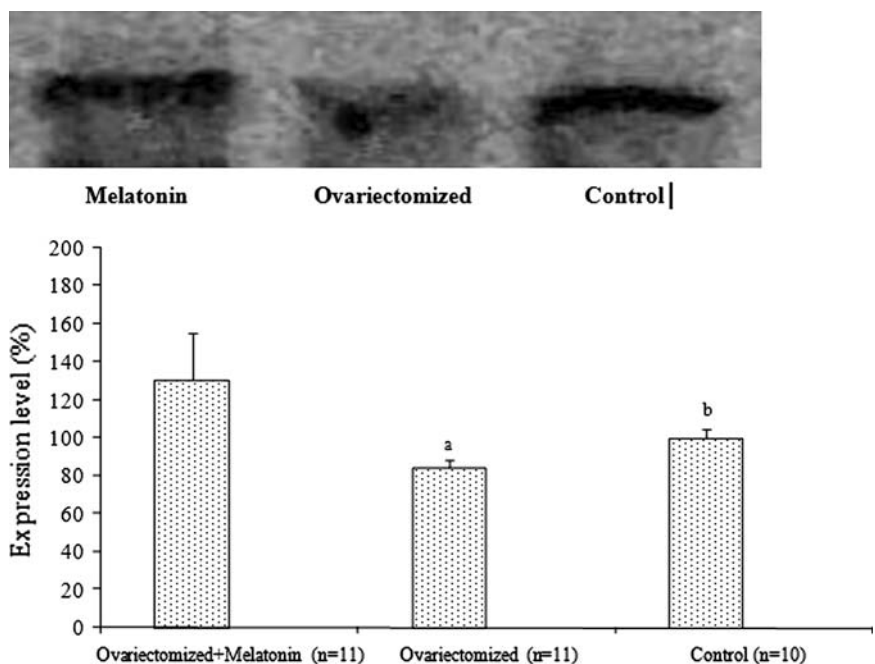 Melatonin Ovariectomized Control|
Expression level (%)
200
180
160
140
120
100
80
60
40
20
0
a
b
Ovariectomized+Melatonin (n=11) Ovariectomized (n=11) Control (n=10)